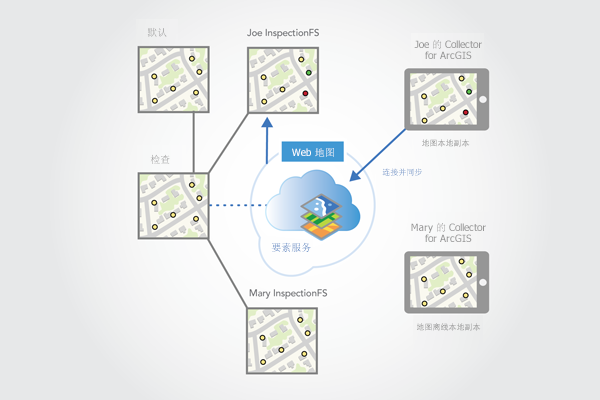 默认
Joe InspectionFS
Joe 的 Collector
for ArcGIS
地图本地副本
Web 地图
检查
连接并同步
要素服务
Mary 的 Collector
for ArcGIS
Mary InspectionFS
地图离线本地副本